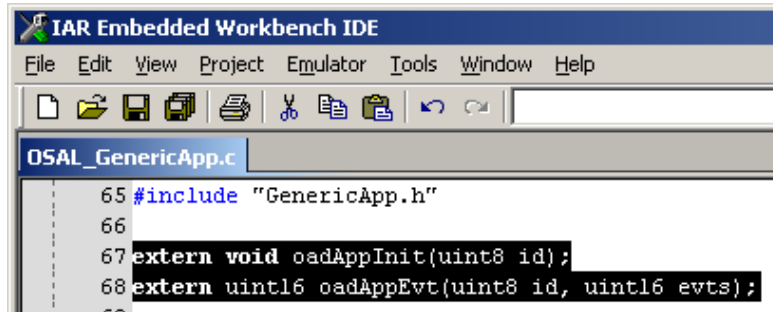 IAR Embedded Workbench IDE
File Edit View Project Emulator Tools Window Help
OSAL_GenericApp.c
65 #include "GenericApp.h"
66
67 extern void oadAppInit(uint8 id);
68 extern uint16 oadAppEvt(uint8 id, uint16 evts);